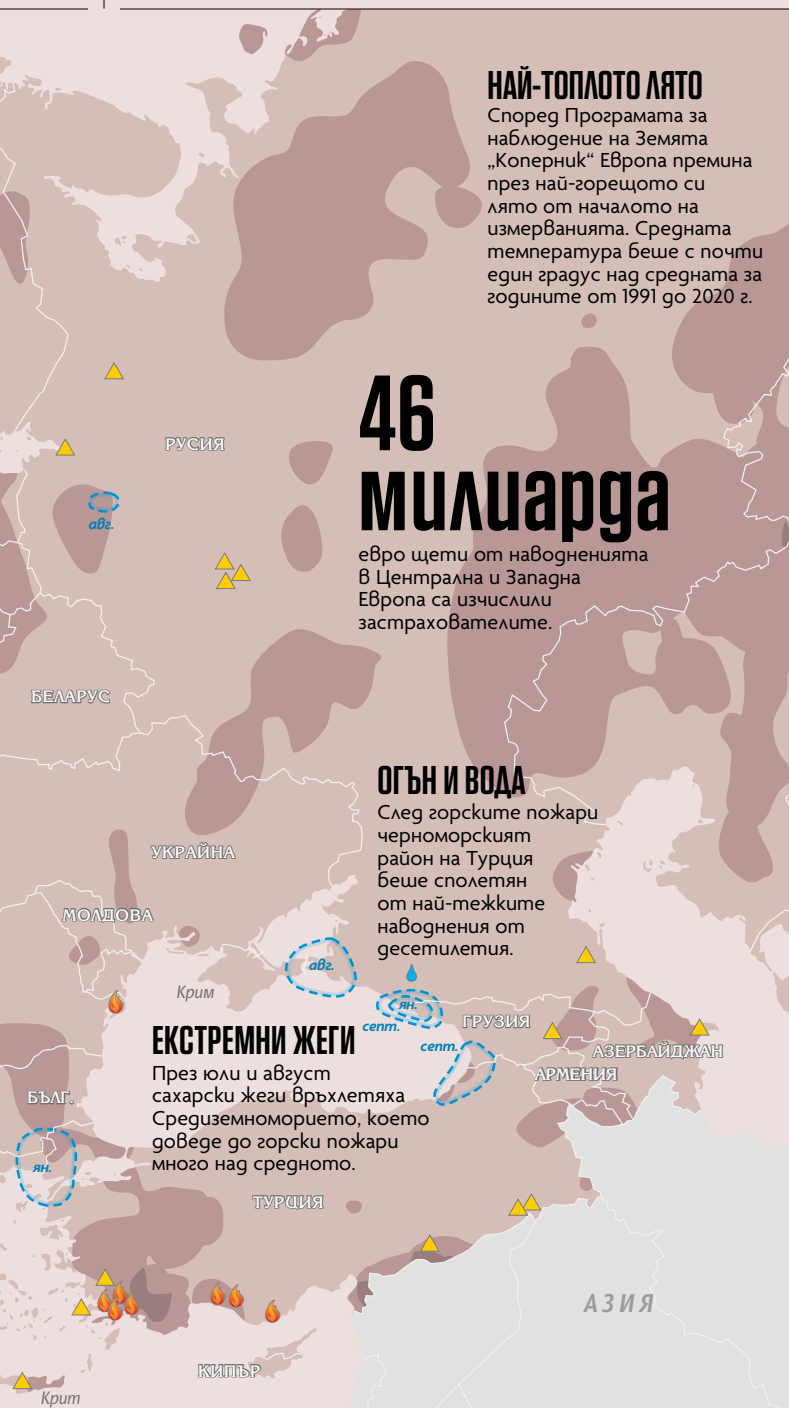 НАЙ-ТОПЛОТО ЛЯТО
Според Програмата за
наблюдение на Земята
„Коперник“ Европа премина
през най-горещото си
лято от началото на
измерванията. Средната
температура беше с почти
един градус над средната за
годините от 1991 до 2020 г.
46
милиарда
евро щети от наводненията
в Централна и Западна
Европа са изчислили
застрахователите.
РУСИЯ
авг.
БЕЛАРУС
ОГЪН И ВОДА
След горските пожари
черноморският
район на Турция
беше сполетян
от най-тежките
наводнения от
десетилетия.
УКРАЙНА
МОЛДОВА
авг.
Крим
ян.
септ.
ГРУЗИЯ
септ.
АЗЕРБАЙДЖАН
АРМЕНИЯ
ЕКСТРЕМНИ ЖЕГИ
През юли и август
сахарски жеги връхлетяха
Средиземноморието, което
доведе до горски пожари
много над средното.
БЪЛГ.
ян.
ТУРЦИЯ
АЗИЯ
КИПЪР
Крит